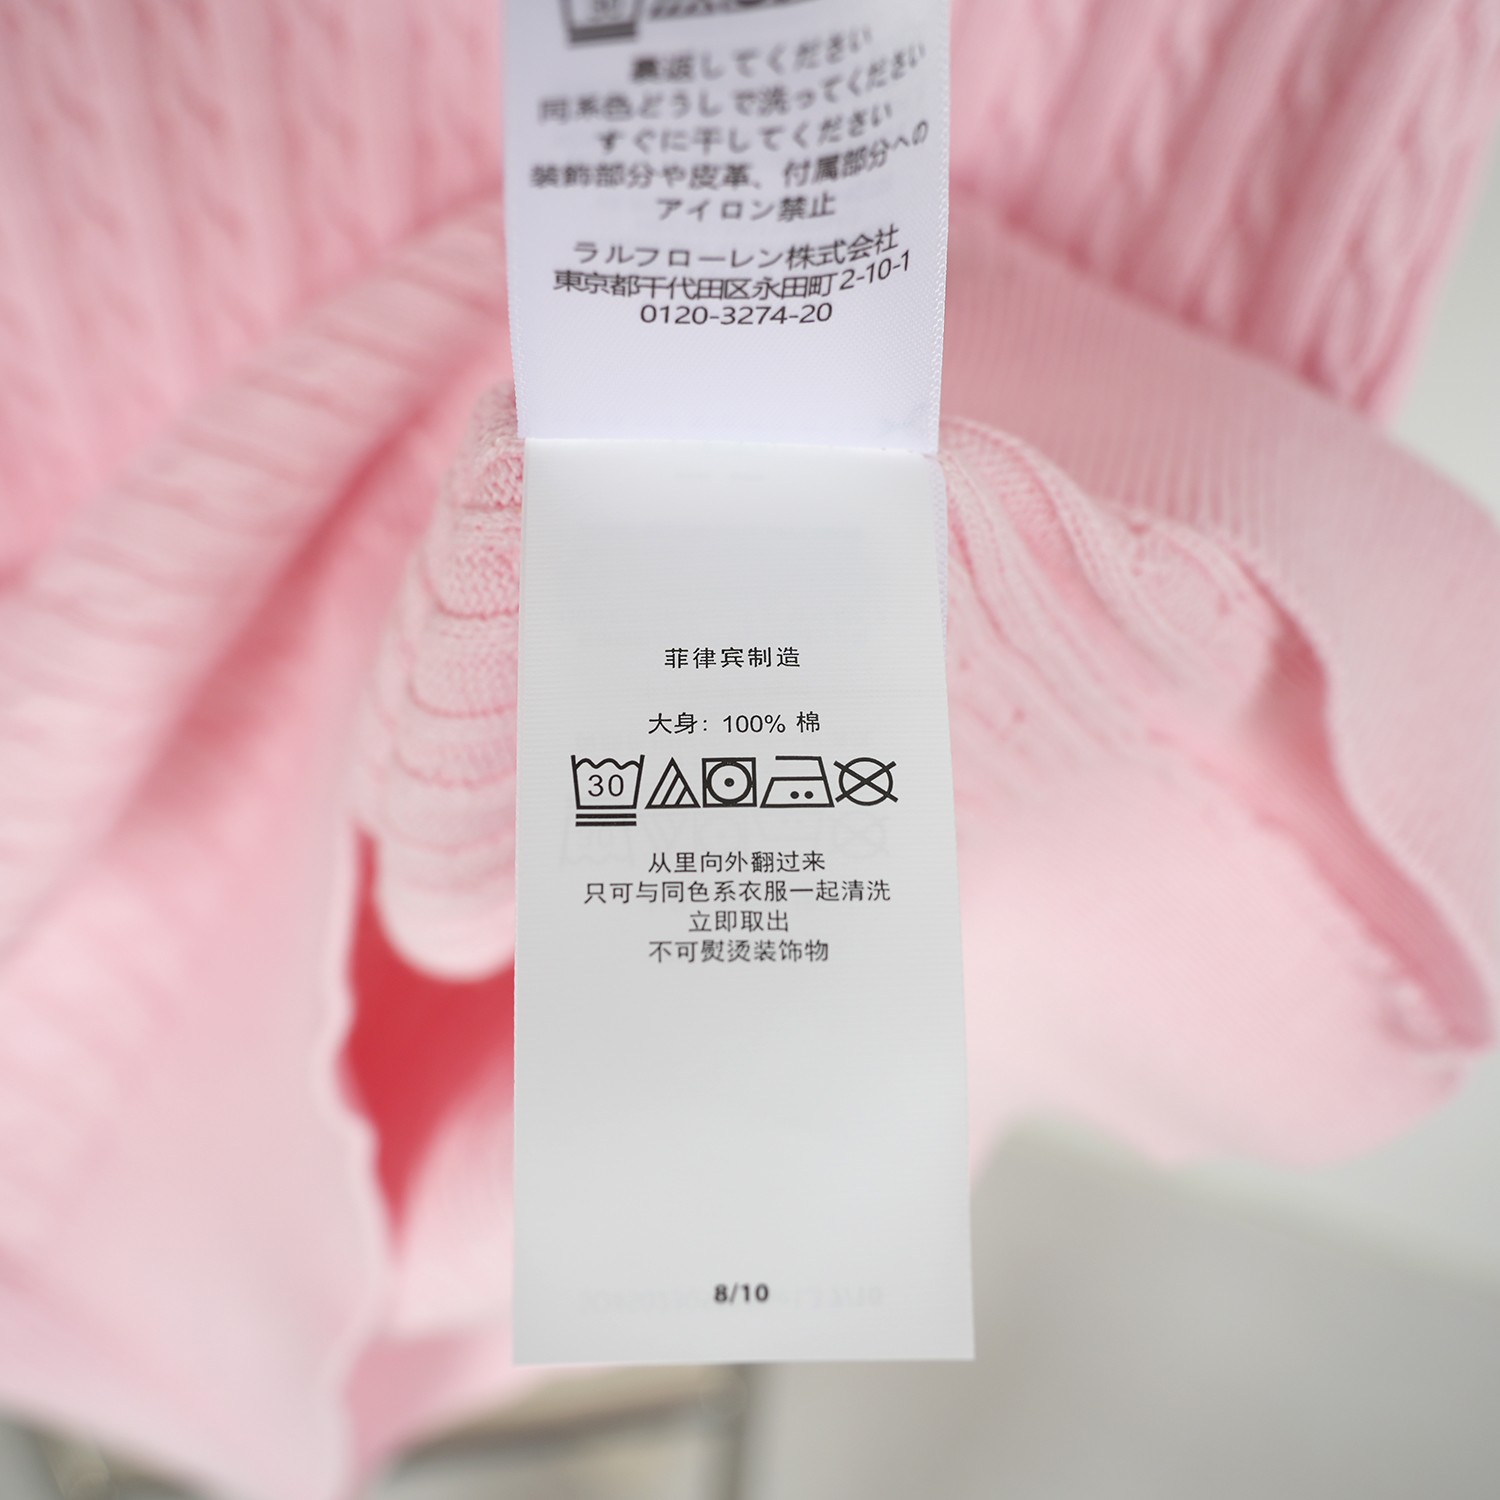 30
裏返してください
同系色どうしで洗ってください
すぐに干してください
装飾部分や皮革、付属部分への
アイロン禁止
ラルフローレン株式会社
東京都千代田区永田町2-10-1
0120-3274-20
菲律宾制造
大身: 100% 棉
30
从里向外翻过来
只可与同色系衣服一起清洗
立即取出
不可熨烫装饰物
8/10